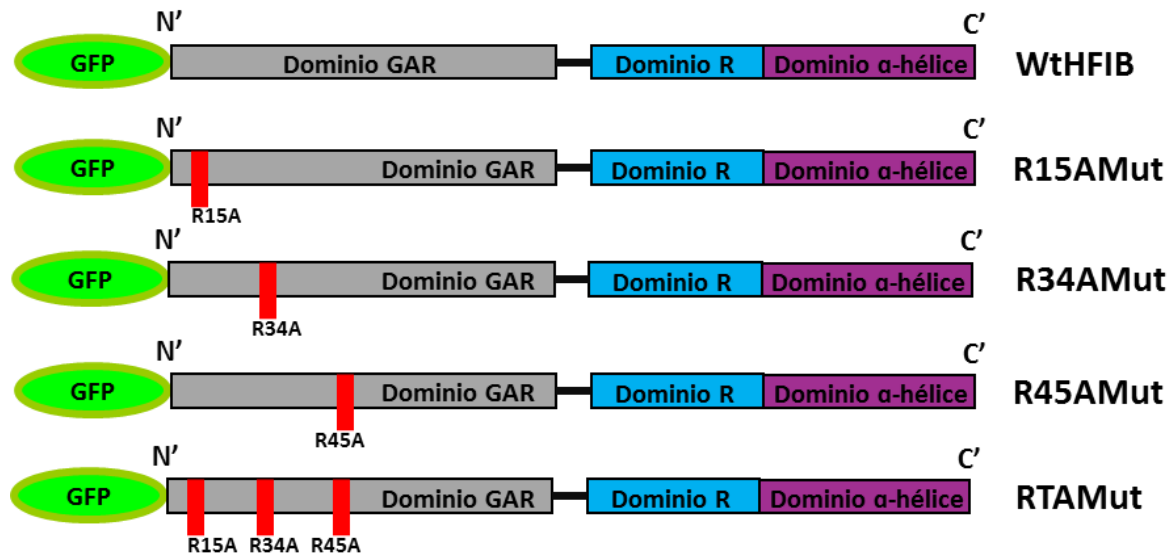 N’ C’
GFP Dominio GAR Dominio R Dominio α-hélice WtHFIB
N’ C’
GFP Dominio GAR Dominio R Dominio α-hélice R15AMut
R15A
N’ C’
GFP Dominio GAR Dominio R Dominio α-hélice R34AMut
R34A
N’ C’
GFP Dominio GAR Dominio R Dominio α-hélice R45AMut
R45A
N’ C’
GFP Dominio GAR Dominio R Dominio α-hélice RTAMut
R15A R34A R45A